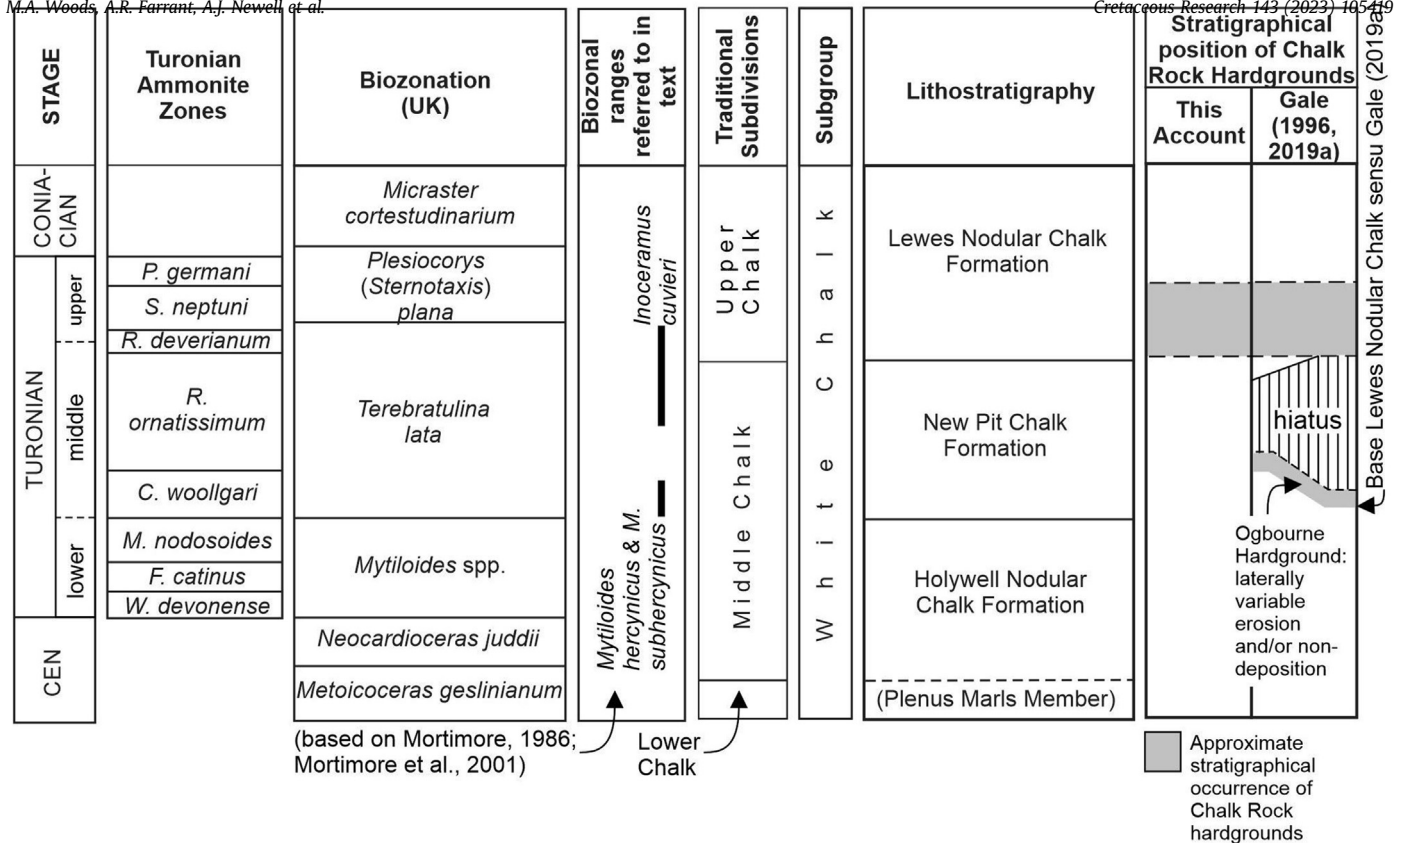 M.A. Woods, A.R. Farrant, A.J. Newell et al.
Cretaceous Research 143 (2023) 105419
STAGE
Turonian
Ammonite
Zones
Biozonation
(UK)
Biozonal
ranges
referred to in
text
Traditional
Subdivisions
Subgroup
Lithostratigraphy
Stratigraphical
position of Chalk
Rock Hardgrounds
This
Account
Gale
(1996,
2019a)
Base Lewes Nodular Chalk sensu Gale (2019a)
CONIA-
CIAN
TURONIAN
upper
middle
lower
CEN
P. germani
S. neptuni
R. deverianum
R.
ornatissimum
C. woollgari
M. nodosoides
F. catinus
W. devonense
Micraster
cortestudinarium
Plesiocorys
(Sternotaxis)
plana
Terebratulina
lata
Mytiloides spp.
Neocardioceras juddii
Metoicoceras geslinianum
(based on Mortimore, 1986;
Mortimore et al., 2001)
Inoceramus
cuvieri
Mytiloides
hercynicus & M.
subhercynicus
Upper
Chalk
Middle Chalk
Lower
Chalk
White Chalk
Lewes Nodular Chalk
Formation
New Pit Chalk
Formation
Holywell Nodular
Chalk Formation
(Plenus Marls Member)
hiatus
Ogbourne
Hardground:
laterally
variable
erosion
and/or non-
deposition
Approximate
stratigraphical
occurrence of
Chalk Rock
hardgrounds